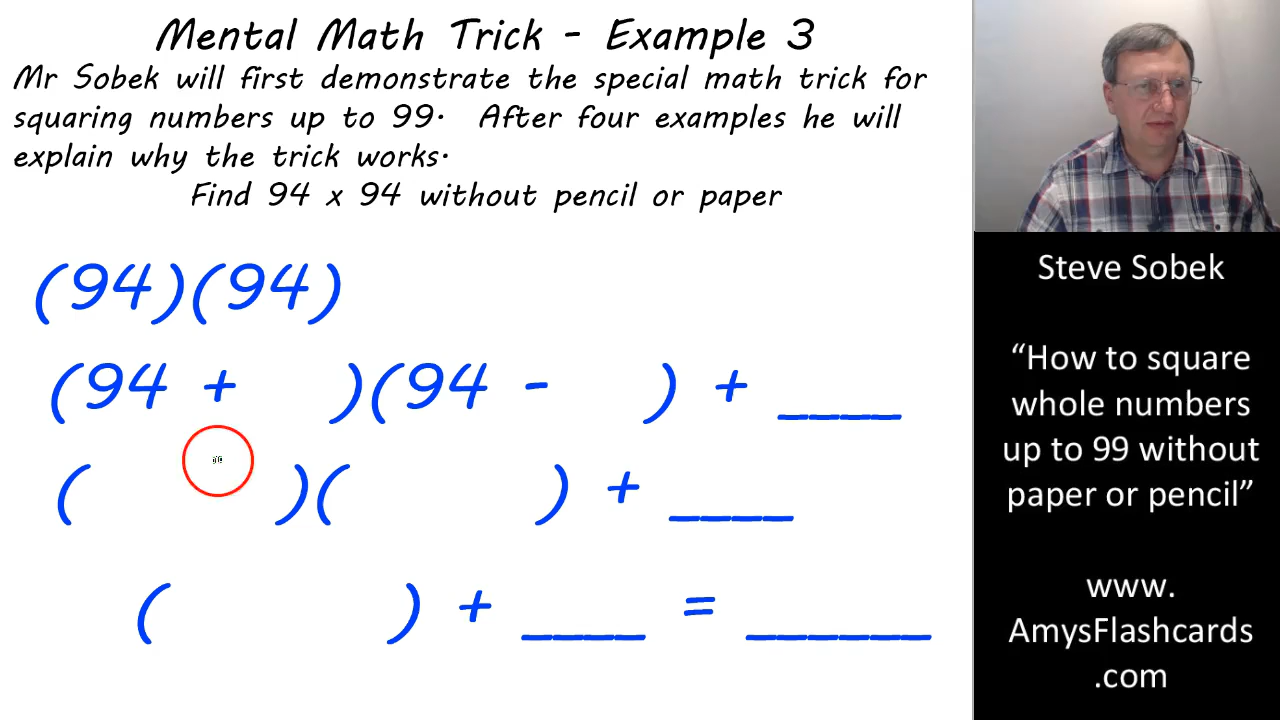 Mental Math Trick - Example 3
Mr Sobek will first demonstrate the special math trick for
squaring numbers up to 99. After four examples he will
explain why the trick works.
Find 94 x 94 without pencil or paper
(94)(94)
(94 + )(94 - ) + ____
( )( ) + ____
( ) + ____ = ______
Steve Sobek
“How to square
whole numbers
up to 99 without
paper or pencil”
www.
AmysFlashcards
.com